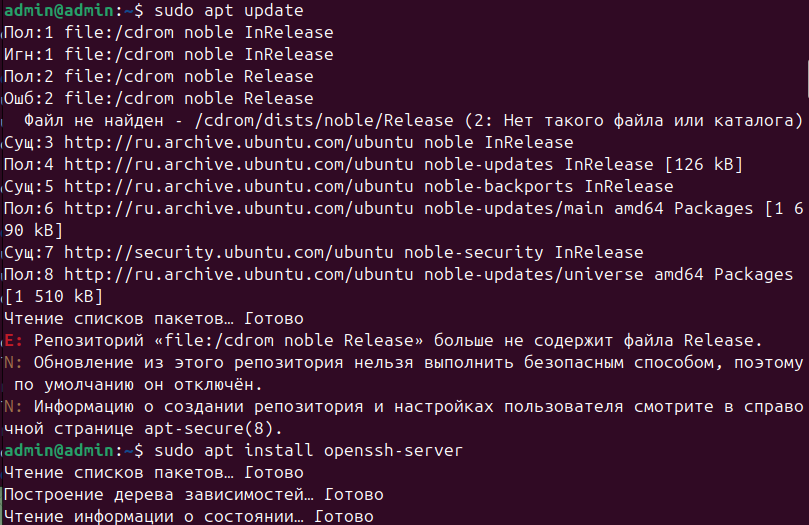 admin@admin:~$ sudo apt update
Пол:1 file:/cdrom noble InRelease
Игн:1 file:/cdrom noble InRelease
Пол:2 file:/cdrom noble Release
Ошб:2 file:/cdrom noble Release
  Файл не найден - /cdrom/dists/noble/Release (2: Нет такого файла или каталога)
Сущ:3 http://ru.archive.ubuntu.com/ubuntu noble InRelease
Пол:4 http://ru.archive.ubuntu.com/ubuntu noble-updates InRelease [126 kB]
Сущ:5 http://ru.archive.ubuntu.com/ubuntu noble-backports InRelease
Пол:6 http://ru.archive.ubuntu.com/ubuntu noble-updates/main amd64 Packages [1 6
90 kB]
Сущ:7 http://security.ubuntu.com/ubuntu noble-security InRelease
Пол:8 http://ru.archive.ubuntu.com/ubuntu noble-updates/universe amd64 Packages
[1 510 kB]
Чтение списков пакетов… Готово
E: Репозиторий «file:/cdrom noble Release» больше не содержит файла Release.
N: Обновление из этого репозитория нельзя выполнить безопасным способом, поэтому
 по умолчанию он отключён.
N: Информацию о создании репозитория и настройках пользователя смотрите в справо
чной странице apt-secure(8).
admin@admin:~$ sudo apt install openssh-server
Чтение списков пакетов… Готово
Построение дерева зависимостей… Готово
Чтение информации о состоянии… Готово